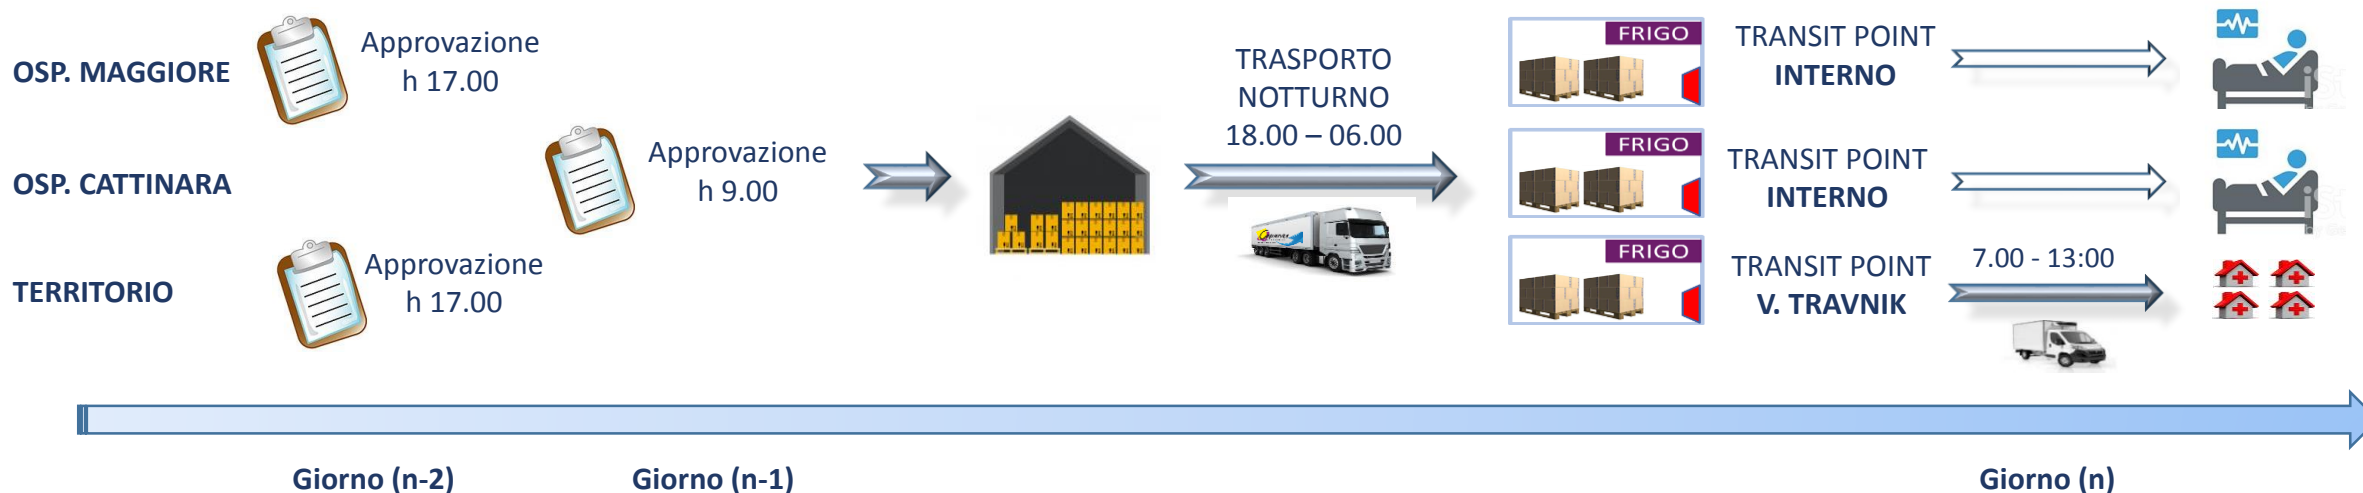 OSP. MAGGIORE
Approvazione
h 17.00
OSP. CATTINARA
Approvazione
h 9.00
TERRITORIO
Approvazione
h 17.00
TRASPORTO
NOTTURNO
18.00 – 06.00
FRIGO
TRANSIT POINT
INTERNO
FRIGO
TRANSIT POINT
INTERNO
FRIGO
TRANSIT POINT
V. TRAVNIK
7.00 - 13:00
Giorno (n-2)
Giorno (n-1)
Giorno (n)